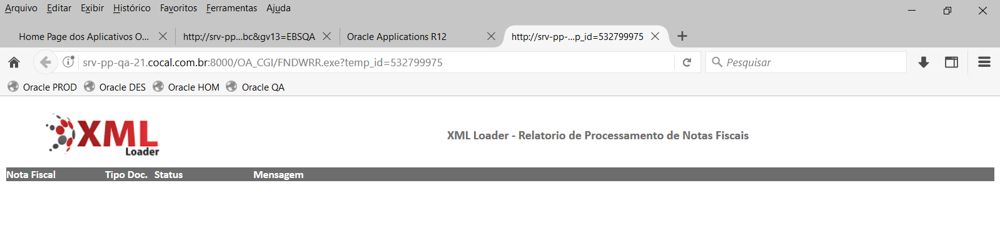 Arquivo Editar Exibir Histórico Favoritos Ferramentas Ajuda
Home Page dos Aplicativos O... http://srv-pp...bc&gv13=EBSQA Oracle Applications R12 http://srv-pp-...p_id=532799975
srv-pp-qa-21.cocal.com.br:8000/OA_CGI/FNDWRR.exe?temp_id=532799975 Pesquisar
Oracle PROD Oracle DES Oracle HOM Oracle QA
XML
Loader
XML Loader - Relatorio de Processamento de Notas Fiscais
Nota Fiscal Tipo Doc. Status Mensagem